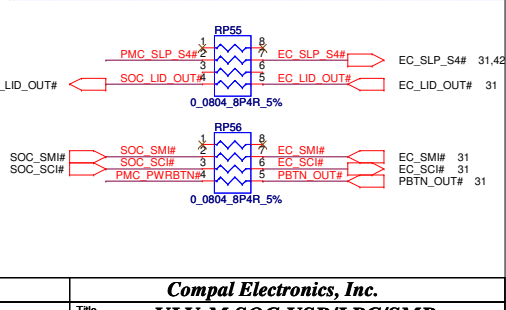 RP55
1 8
PMC_SLP_S4# 2 7 EC_SLP_S4# EC_SLP_S4# 31,42
3 6
_LID_OUT# SOC_LID_OUT# 4 5 EC_LID_OUT# EC_LID_OUT# 31
0_0804_8P4R_5%
RP56
1 8
SOC_SMI# SOC_SMI# 2 7 EC_SMI# EC_SMI# 31
SOC_SCI# SOC_SCI# 3 6 EC_SCI# EC_SCI# 31
PMC_PWRBTN# 4 5 PBTN_OUT# PBTN_OUT# 31
0_0804_8P4R_5%
Compal Electronics, Inc.
Title